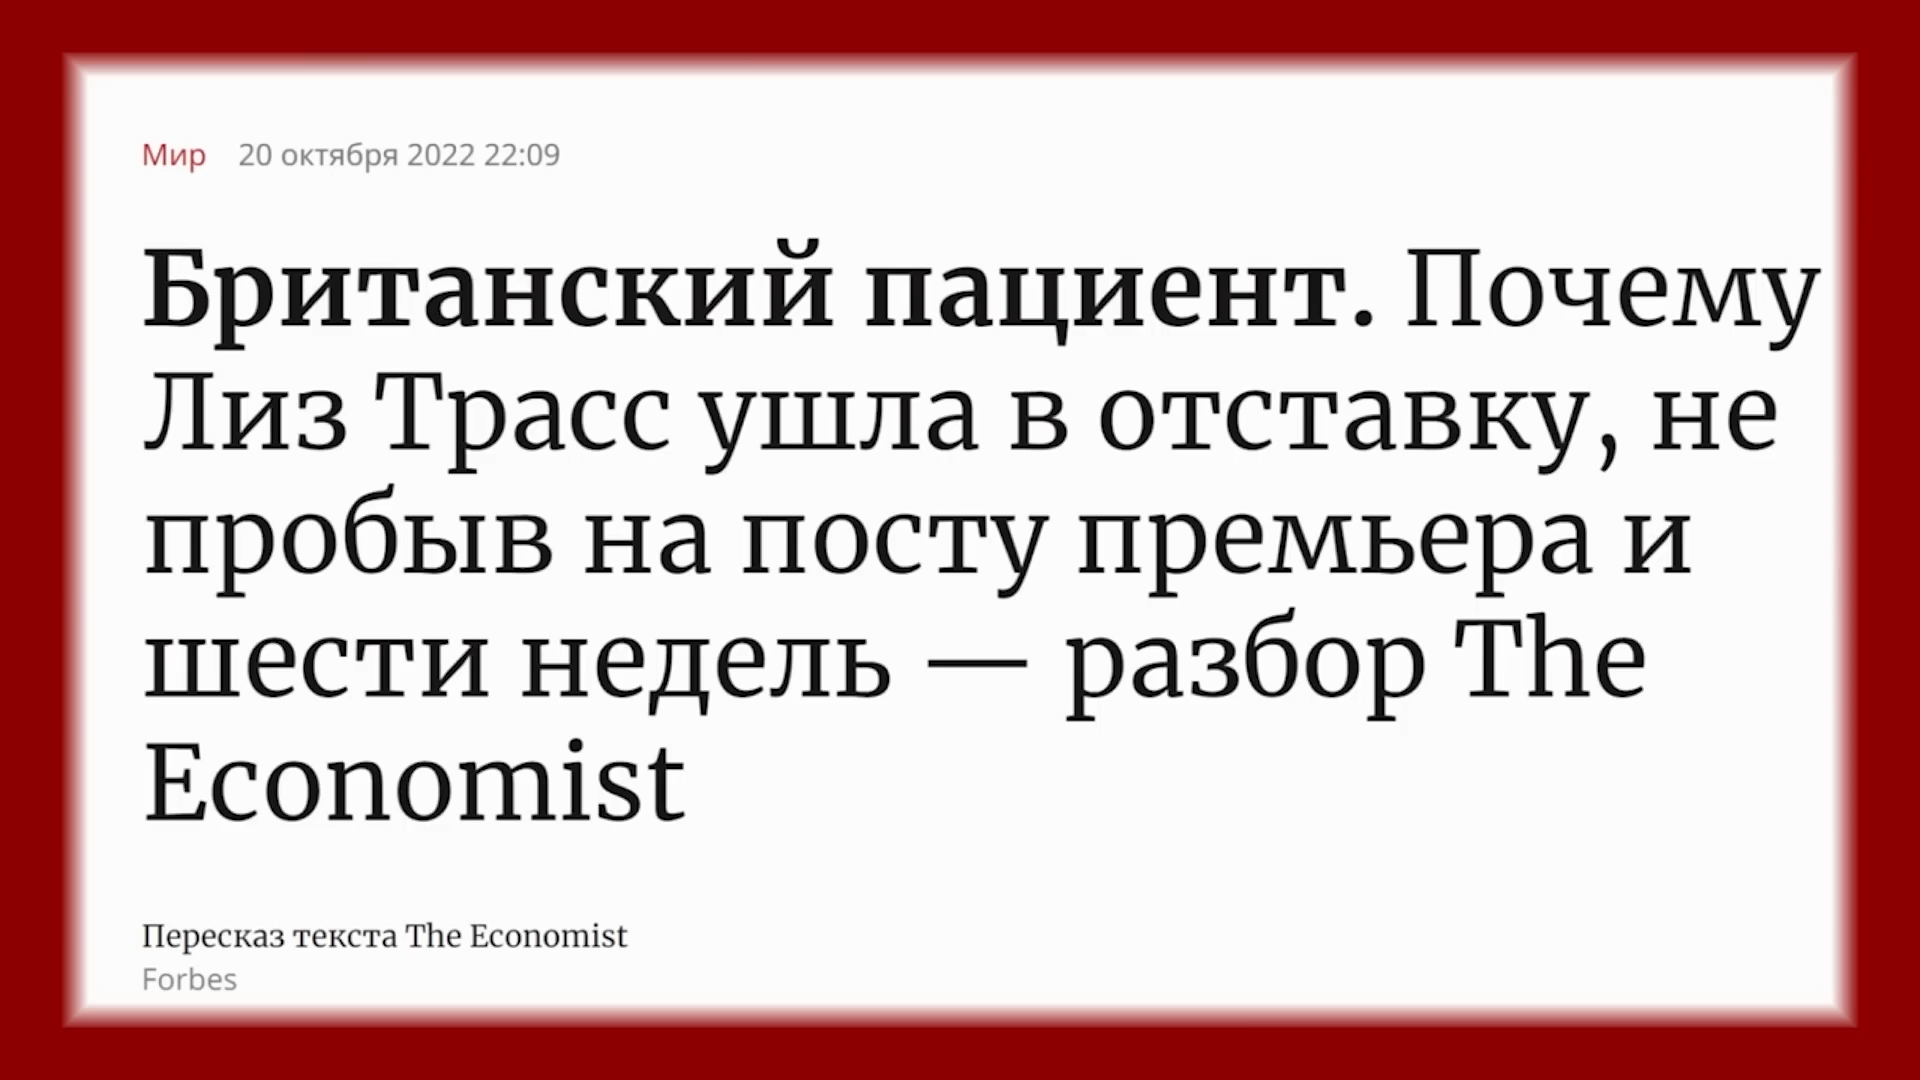 Мир 20 октября 2022 22:09
Британский пациент. Почему
Лиз Трасс ушла в отставку, не
пробыв на посту премьера и
шести недель — разбор The
Economist
Пересказ текста The Economist
Forbes